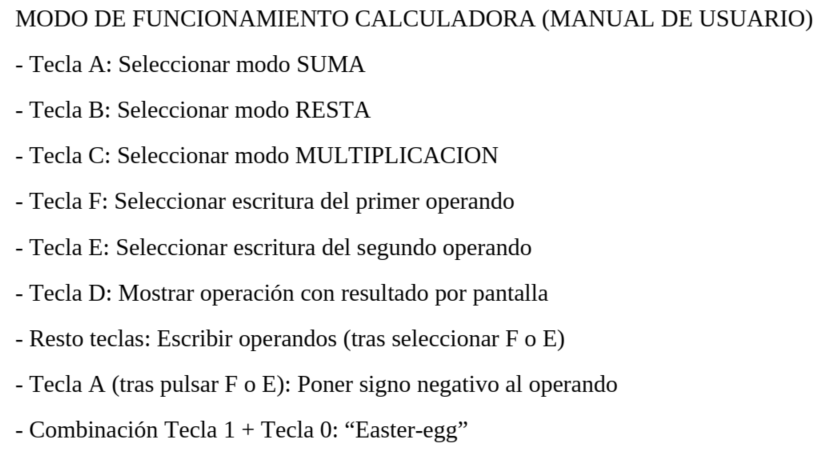 MODO DE FUNCIONAMIENTO CALCULADORA (MANUAL DE USUARIO)
- Tecla A: Seleccionar modo SUMA
- Tecla B: Seleccionar modo RESTA
- Tecla C: Seleccionar modo MULTIPLICACION
- Tecla F: Seleccionar escritura del primer operando
- Tecla E: Seleccionar escritura del segundo operando
- Tecla D: Mostrar operación con resultado por pantalla
- Resto teclas: Escribir operandos (tras seleccionar F o E)
- Tecla A (tras pulsar F o E): Poner signo negativo al operando
- Combinación Tecla 1 + Tecla 0: “Easter-egg”